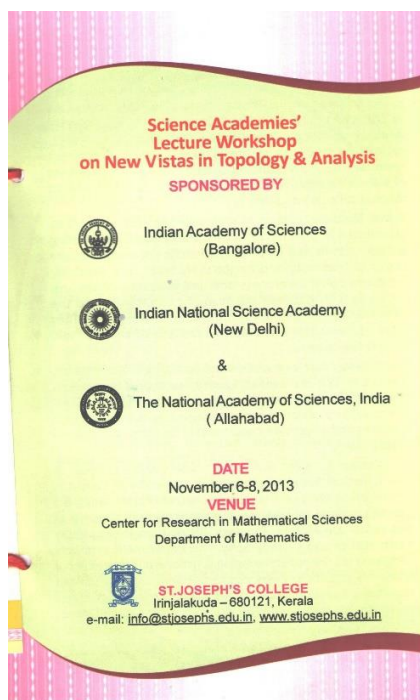 Science Academies'
Lecture Workshop
on New Vistas in Topology & Analysis
SPONSORED BY
Indian Academy of Sciences
(Bangalore)
Indian National Science Academy
(New Delhi)
&
The National Academy of Sciences, India
( Allahabad)
DATE
November 6-8, 2013
VENUE
Center for Research in Mathematical Sciences
Department of Mathematics
ST.JOSEPH'S COLLEGE
Irinjalakuda – 680121, Kerala
e-mail: info@stjosephs.edu.in, www.stjosephs.edu.in